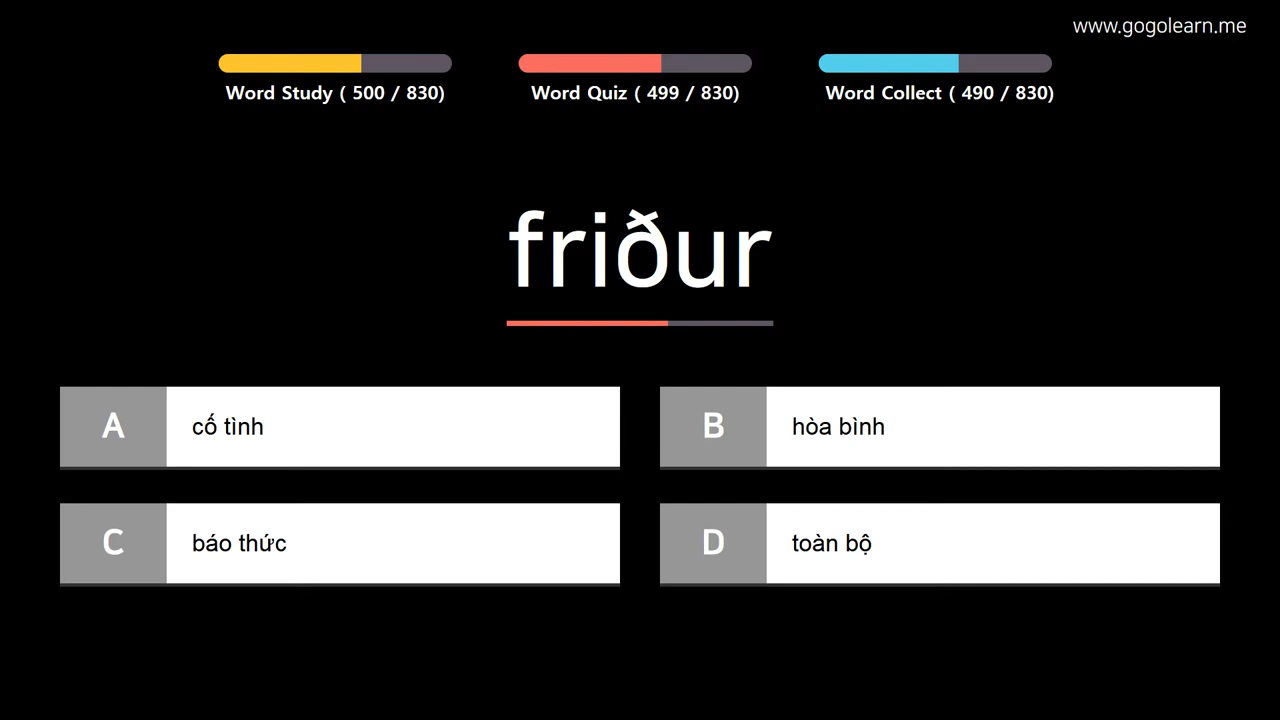 www.gogolearn.me
Word Study ( 500 / 830)
Word Quiz ( 499 / 830)
Word Collect ( 490 / 830)
friður
A cố tình
B hòa bình
C báo thức
D toàn bộ